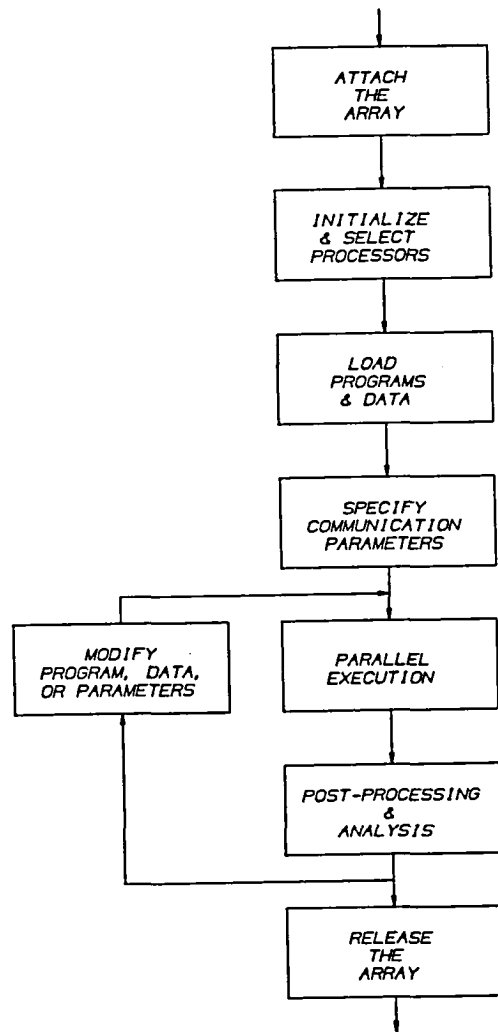 ATTACH
THE
ARRAY
INITIALIZE
& SELECT
PROCESSORS
LOAD
PROGRAMS
& DATA
SPECIFY
COMMUNICATION
PARAMETERS
MODIFY
PROGRAM, DATA,
OR PARAMETERS
PARALLEL
EXECUTION
POST-PROCESSING
&
ANALYSIS
RELEASE
THE
ARRAY